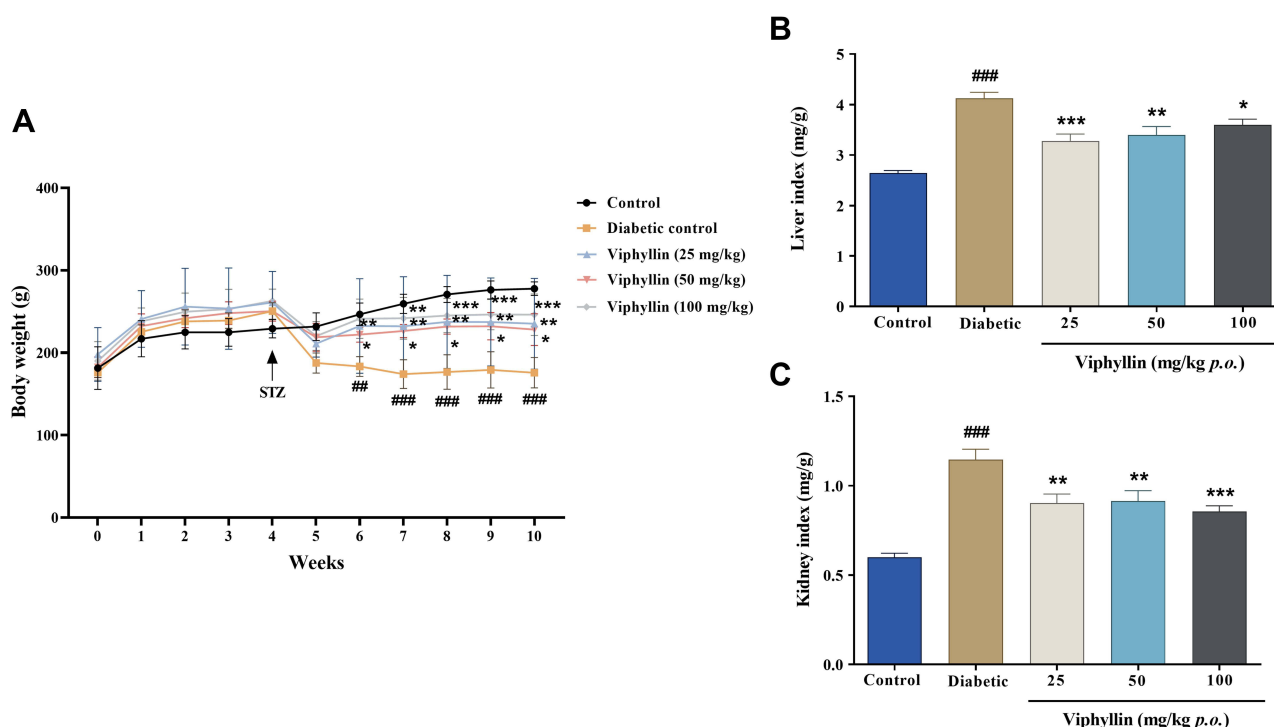 A
Body weight (g)
400
300
200
100
0
STZ
**
*
##
**
**
*
###
***
**
*
###
***
**
*
###
***
**
*
###
0 1 2 3 4 5 6 7 8 9 10
Weeks
Control
Diabetic control
Viphyllin (25 mg/kg)
Viphyllin (50 mg/kg)
Viphyllin (100 mg/kg)
B
Liver index (mg/g)
5
4
3
2
1
0
###
***
**
*
Control Diabetic 25 50 100
Viphyllin (mg/kg p.o.)
C
Kidney index (mg/g)
1.5
1.0
0.5
0.0
###
**
**
***
Control Diabetic 25 50 100
Viphyllin (mg/kg p.o.)